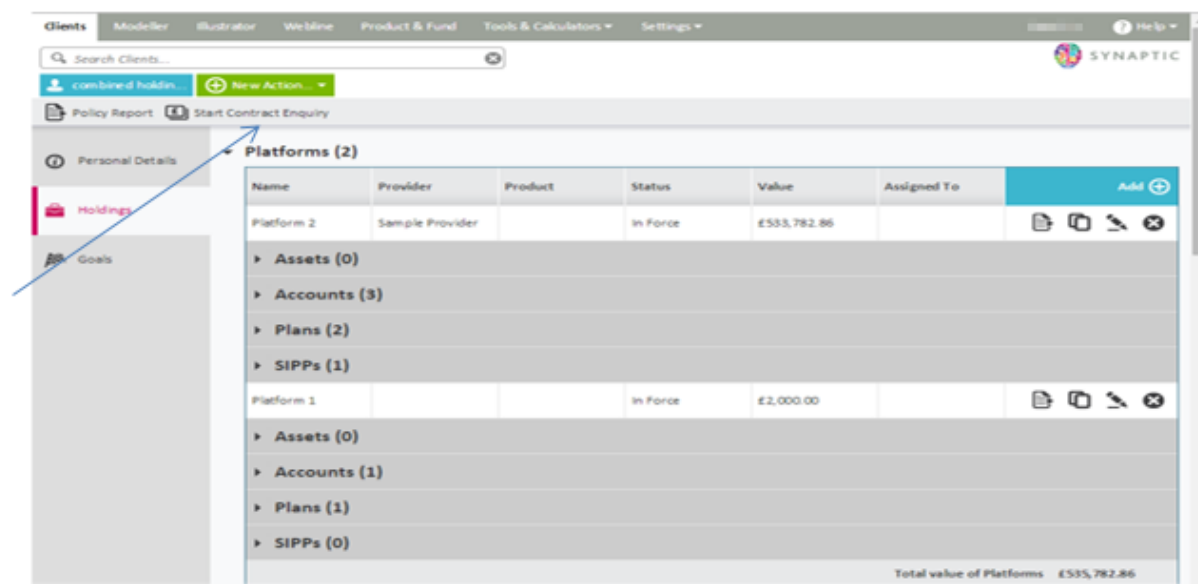 Clients Modeller Illustrator Webline Product & Fund Tools & Calculators Settings Help
Search Clients...
SYNAPTIC
combined holdin... New Action...
Policy Report Start Contract Enquiry
Personal Details
Holdings
Goals
Platforms (2)
Name Provider Product Status Value Assigned To Add
Platform 2 Sample Provider In Force £533,782.86
Assets (0)
Accounts (3)
Plans (2)
SIPPs (1)
Platform 1 In Force £2,000.00
Assets (0)
Accounts (1)
Plans (1)
SIPPs (0)
Total value of Platforms £535,782.86